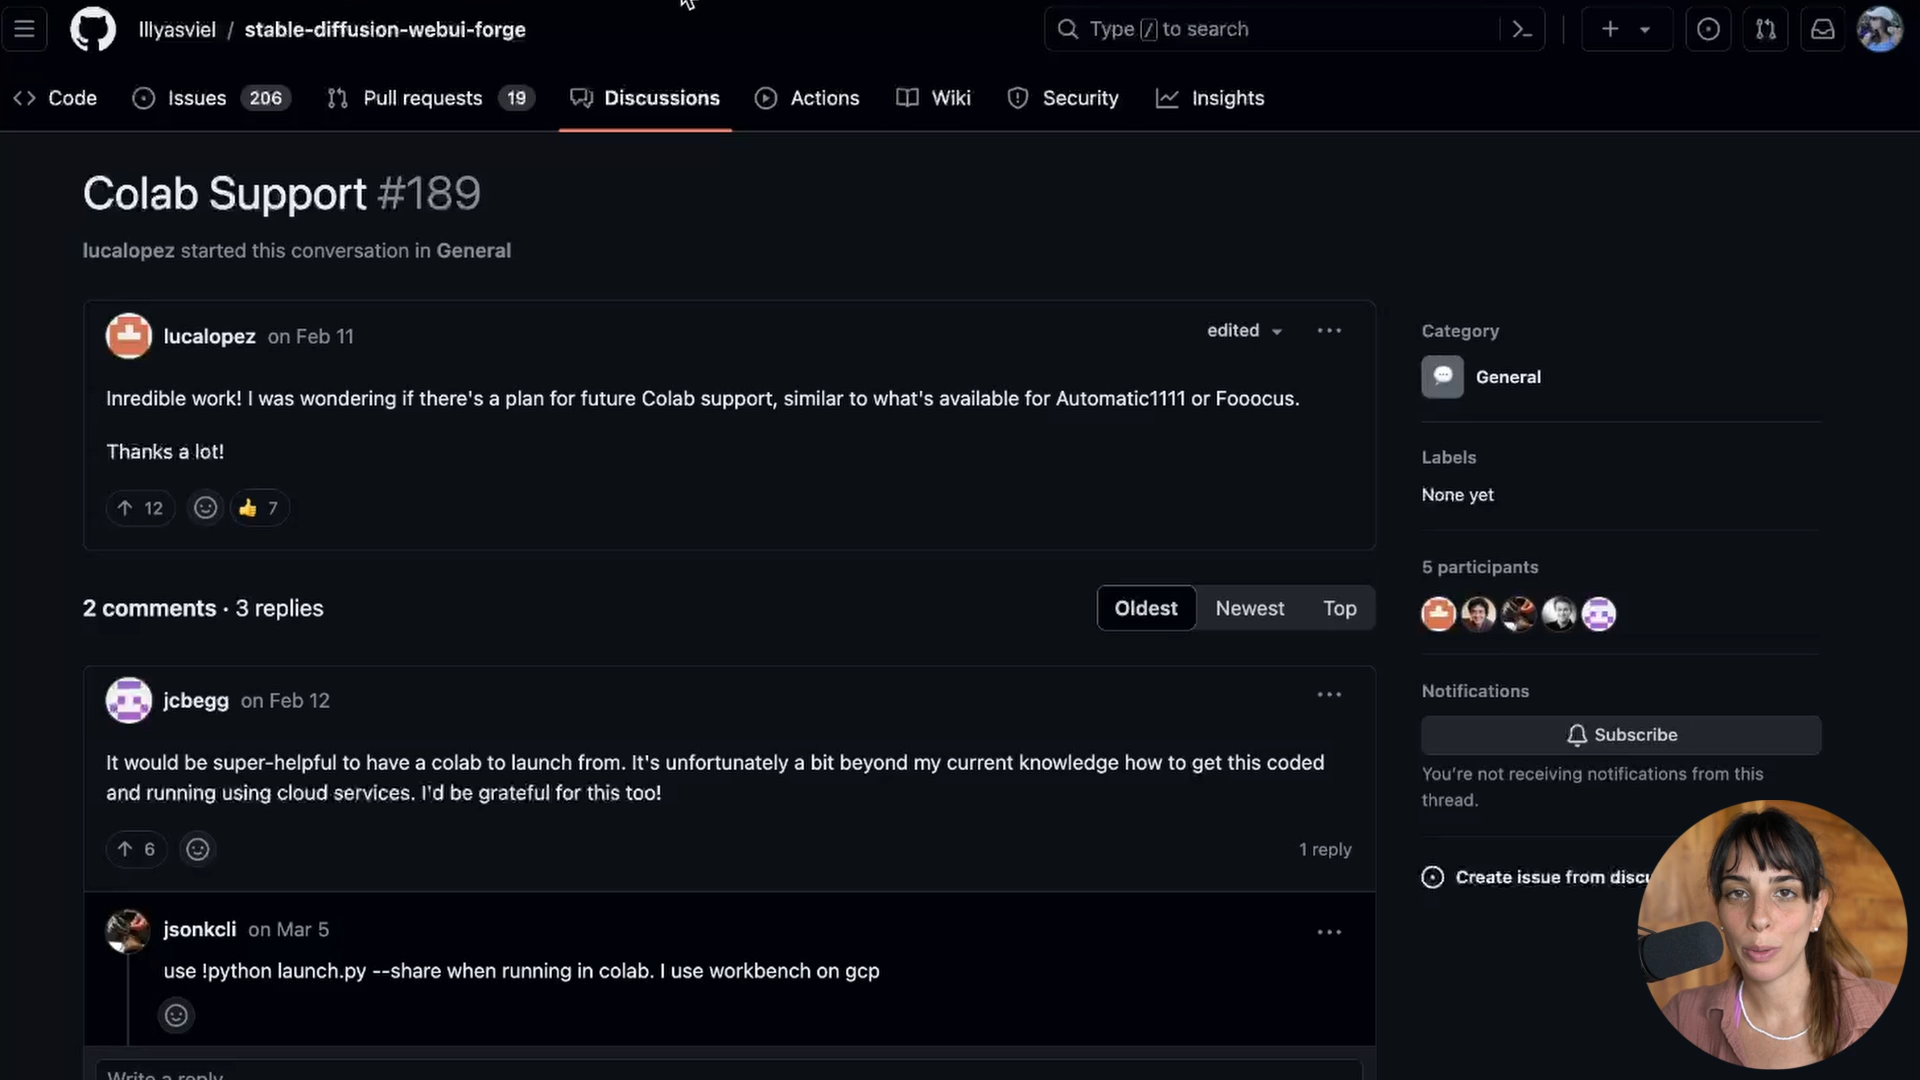 lllyasviel / stable-diffusion-webui-forge
Type / to search
Code
Issues 206
Pull requests 19
Discussions
Actions
Wiki
Security
Insights
Colab Support #189
lucalopez started this conversation in General
lucalopez on Feb 11
edited
Inredible work! I was wondering if there's a plan for future Colab support, similar to what's available for Automatic1111 or Fooocus.
Thanks a lot!
12
7
2 comments · 3 replies
Oldest
Newest
Top
jcbegg on Feb 12
It would be super-helpful to have a colab to launch from. It's unfortunately a bit beyond my current knowledge how to get this coded
and running using cloud services. I'd be grateful for this too!
6
1 reply
jsonkcli on Mar 5
use !python launch.py --share when running in colab. I use workbench on gcp
Write a reply
Category
General
Labels
None yet
5 participants
Notifications
Subscribe
You're not receiving notifications from this
thread.
Create issue from discu